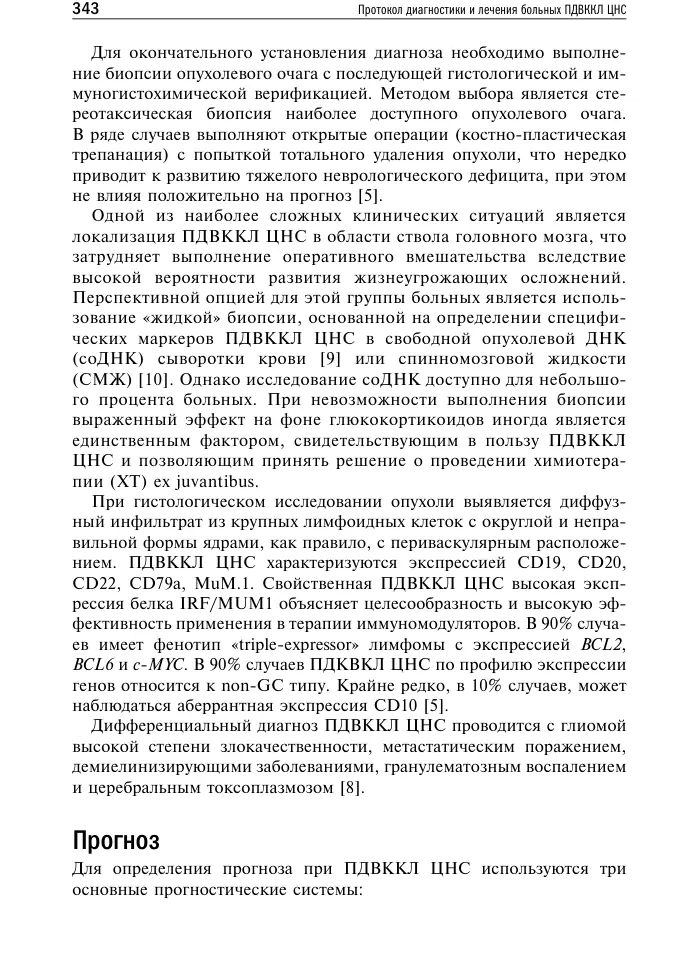 343
Протокол диагностики и лечения больных ПДВККЛ ЦНС
Для окончательного установления диагноза необходимо выполне-
ние биопсии опухолевого очага с последующей гистологической и им-
муногистохимической верификацией. Методом выбора является сте-
реотаксическая биопсия наиболее доступного опухолевого очага.
В ряде случаев выполняют открытые операции (костно-пластическая
трепанация) с попыткой тотального удаления опухоли, что нередко
приводит к развитию тяжелого неврологического дефицита, при этом
не влияя положительно на прогноз [5].
Одной из наиболее сложных клинических ситуаций является
локализация ПДВККЛ ЦНС в области ствола головного мозга, что
затрудняет выполнение оперативного вмешательства вследствие
высокой вероятности развития жизнеугрожающих осложнений.
Перспективной опцией для этой группы больных является исполь-
зование «жидкой» биопсии, основанной на определении специфи-
ческих маркеров ПДВККЛ ЦНС в свободной опухолевой ДНК
(соДНК) сыворотки крови [9] или спинномозговой жидкости
(СМЖ) [10]. Однако исследование соДНК доступно для небольшо-
го процента больных. При невозможности выполнения биопсии
выраженный эффект на фоне глюкокортикоидов иногда является
единственным фактором, свидетельствующим в пользу ПДВККЛ
ЦНС и позволяющим принять решение о проведении химиотера-
пии (ХТ) ex juvantibus.
При гистологическом исследовании опухоли выявляется диффуз-
ный инфильтрат из крупных лимфоидных клеток с округлой и непра-
вильной формы ядрами, как правило, с периваскулярным расположе-
нием. ПДВККЛ ЦНС характеризуются экспрессией CD19, CD20,
CD22, CD79a, MuM.1. Свойственная ПДВККЛ ЦНС высокая эксп-
рессия белка IRF/MUM1 объясняет целесообразность и высокую эф-
фективность применения в терапии иммуномодуляторов. В 90% случа-
ев имеет фенотип «triple-expressor» лимфомы с экспрессией BCL2,
BCL6 и c-MYC. В 90% случаев ПДКВКЛ ЦНС по профилю экспрессии
генов относится к non-GC типу. Крайне редко, в 10% случаев, может
наблюдаться аберрантная экспрессия CD10 [5].
Дифференциальный диагноз ПДВККЛ ЦНС проводится с глиомой
высокой степени злокачественности, метастатическим поражением,
демиелинизирующими заболеваниями, гранулематозным воспалением
и церебральным токсоплазмозом [8].
Прогноз
Для определения прогноза при ПДВККЛ ЦНС используются три
основные прогностические системы: